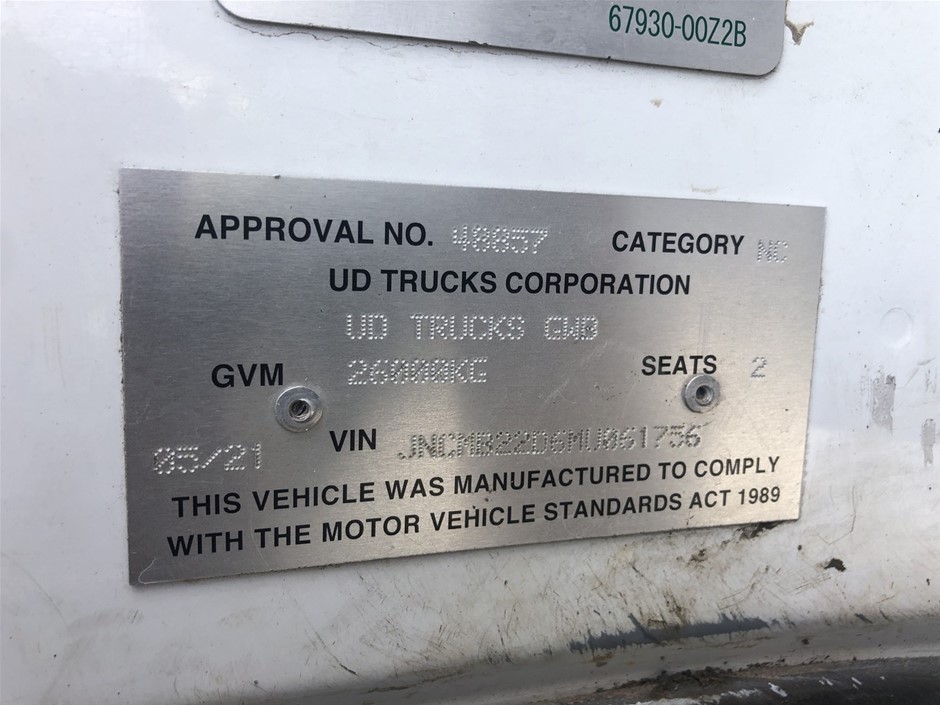 67930-00Z2B
APPROVAL NO. 48857 CATEGORY NC
UD TRUCKS CORPORATION
UD TRUCKS GWB
GVM 26000KG SEATS 2
05/21 VIN JNCMB22D6MU061756
THIS VEHICLE WAS MANUFACTURED TO COMPLY
WITH THE MOTOR VEHICLE STANDARDS ACT 1989